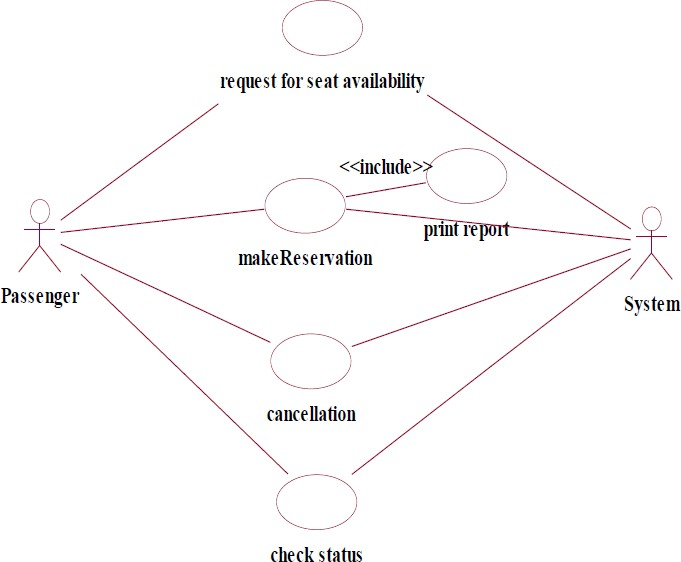 request for seat availability
<<include>>
print report
makeReservation
Passenger
System
cancellation
check status